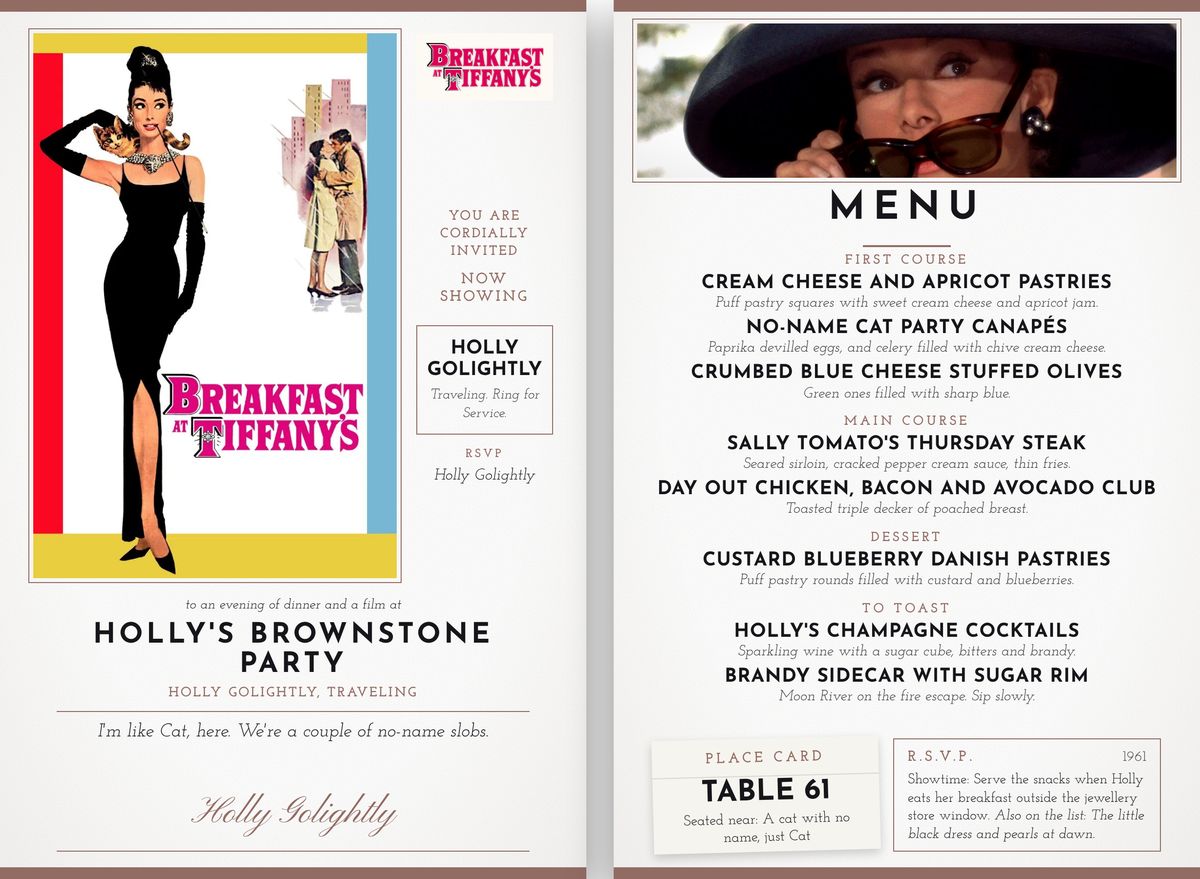 BREAKFAST
AT TIFFANY'S
BREAKFAST
AT TIFFANY'S
YOU ARE
CORDIALLY
INVITED
NOW
SHOWING
HOLLY
GOLIGHTLY
Traveling. Ring for
Service.
RSVP
Holly Golightly
to an evening of dinner and a film at
HOLLY'S BROWNSTONE
PARTY
HOLLY GOLIGHTLY, TRAVELING
I'm like Cat, here. We're a couple of no-name slobs.
Holly Golightly
MENU
FIRST COURSE
CREAM CHEESE AND APRICOT PASTRIES
Puff pastry squares with sweet cream cheese and apricot jam.
NO-NAME CAT PARTY CANAPÉS
Paprika devilled eggs, and celery filled with chive cream cheese.
CRUMBED BLUE CHEESE STUFFED OLIVES
Green ones filled with sharp blue.
MAIN COURSE
SALLY TOMATO'S THURSDAY STEAK
Seared sirloin, cracked pepper cream sauce, thin fries.
DAY OUT CHICKEN, BACON AND AVOCADO CLUB
Toasted triple decker of poached breast.
DESSERT
CUSTARD BLUEBERRY DANISH PASTRIES
Puff pastry rounds filled with custard and blueberries.
TO TOAST
HOLLY'S CHAMPAGNE COCKTAILS
Sparkling wine with a sugar cube, bitters and brandy.
BRANDY SIDECAR WITH SUGAR RIM
Moon River on the fire escape. Sip slowly.
PLACE CARD
TABLE 61
Seated near: A cat with no
name, just Cat
R.S.V.P. 1961
Showtime: Serve the snacks when Holly
eats her breakfast outside the jewellery
store window. Also on the list: The little
black dress and pearls at dawn.